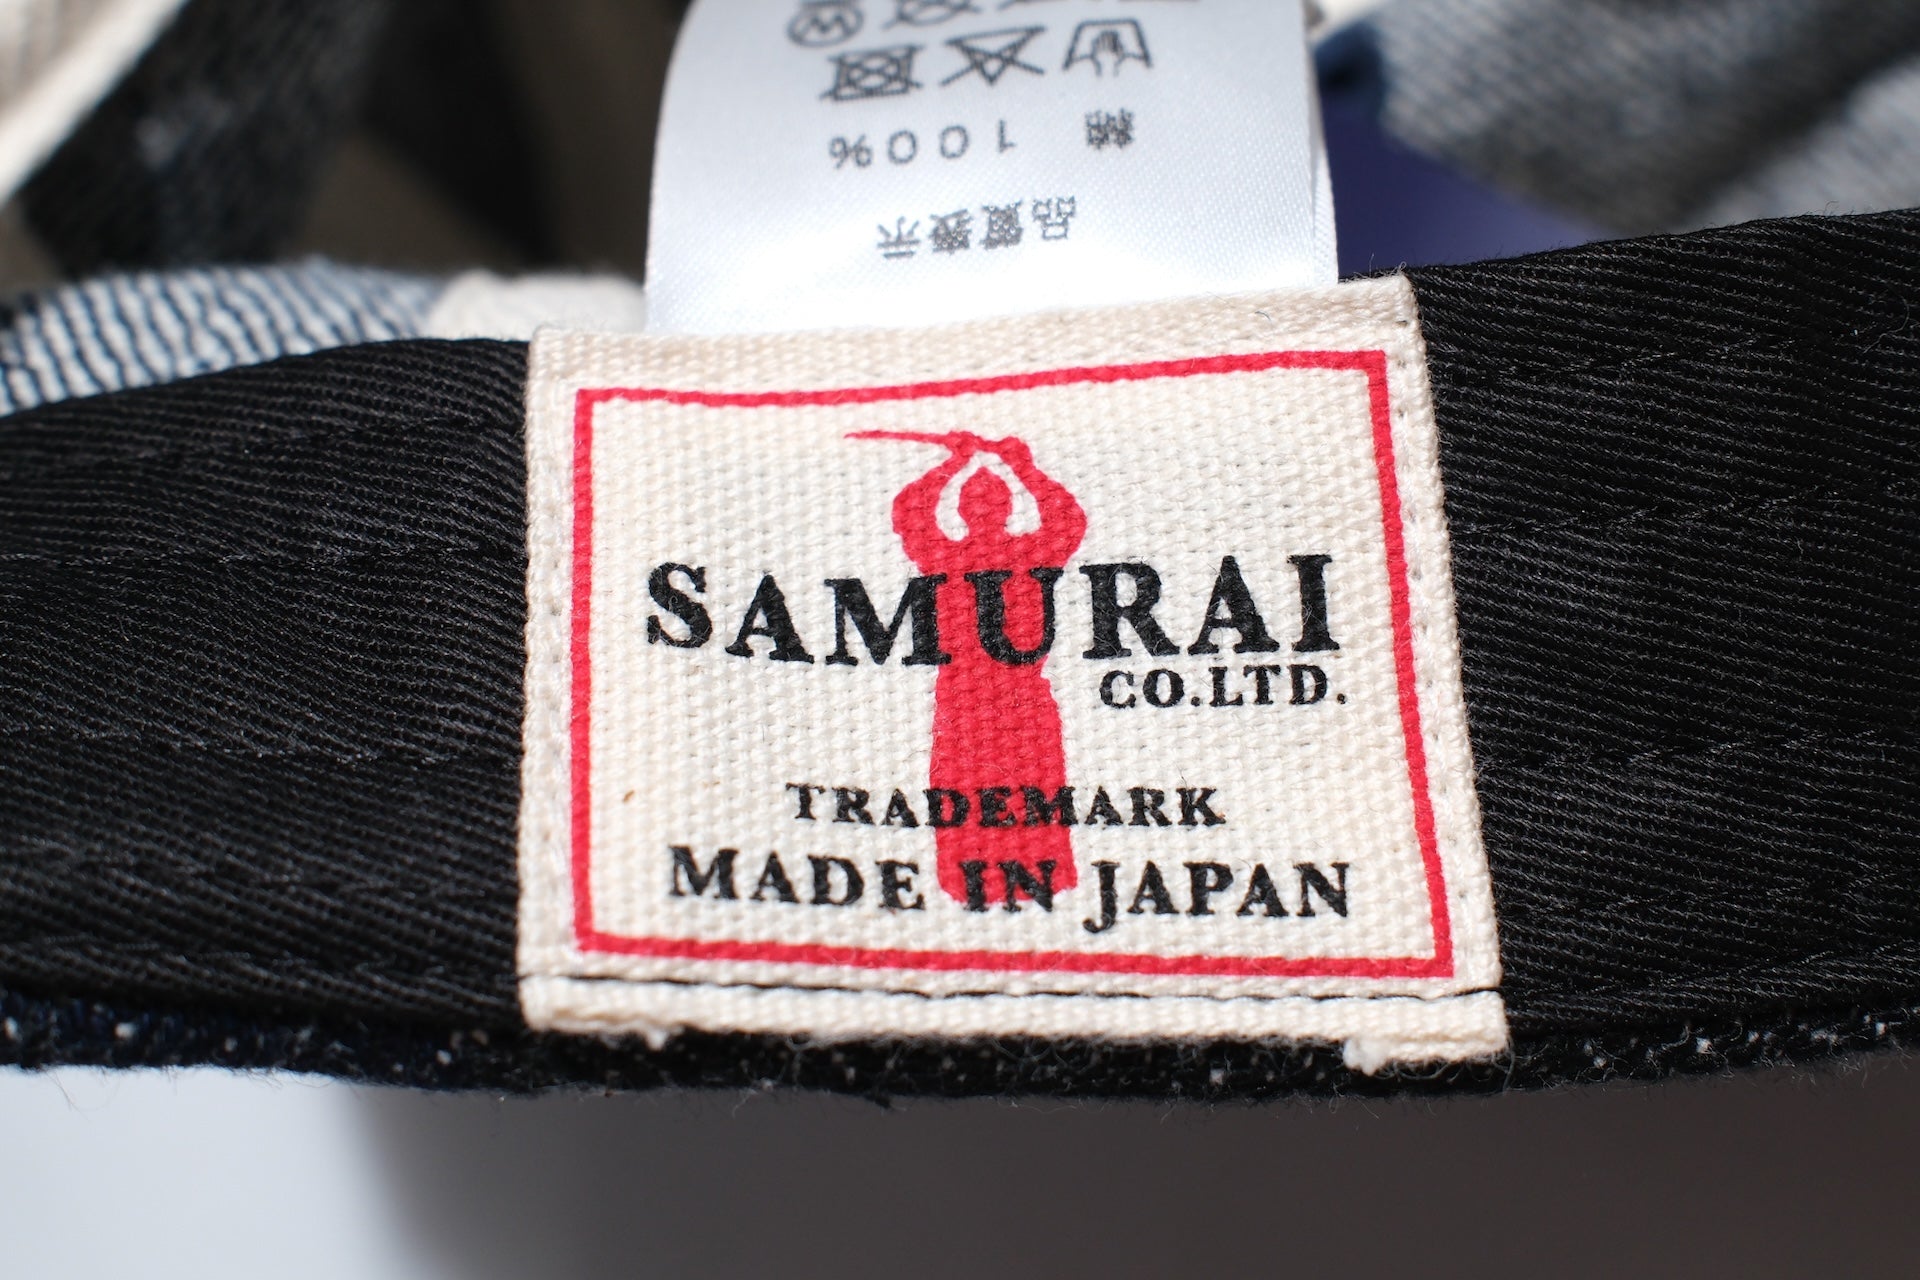 品質表示
綿 100%
W
SAMURAI
CO.LTD.
TRADEMARK
MADE IN JAPAN